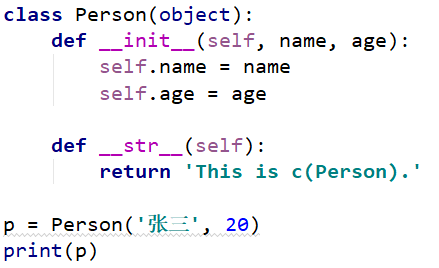 class Person(object):
    def __init__(self, name, age):
        self.name = name
        self.age = age

    def __str__(self):
        return 'This is c(Person).'

p = Person('张三', 20)
print(p)